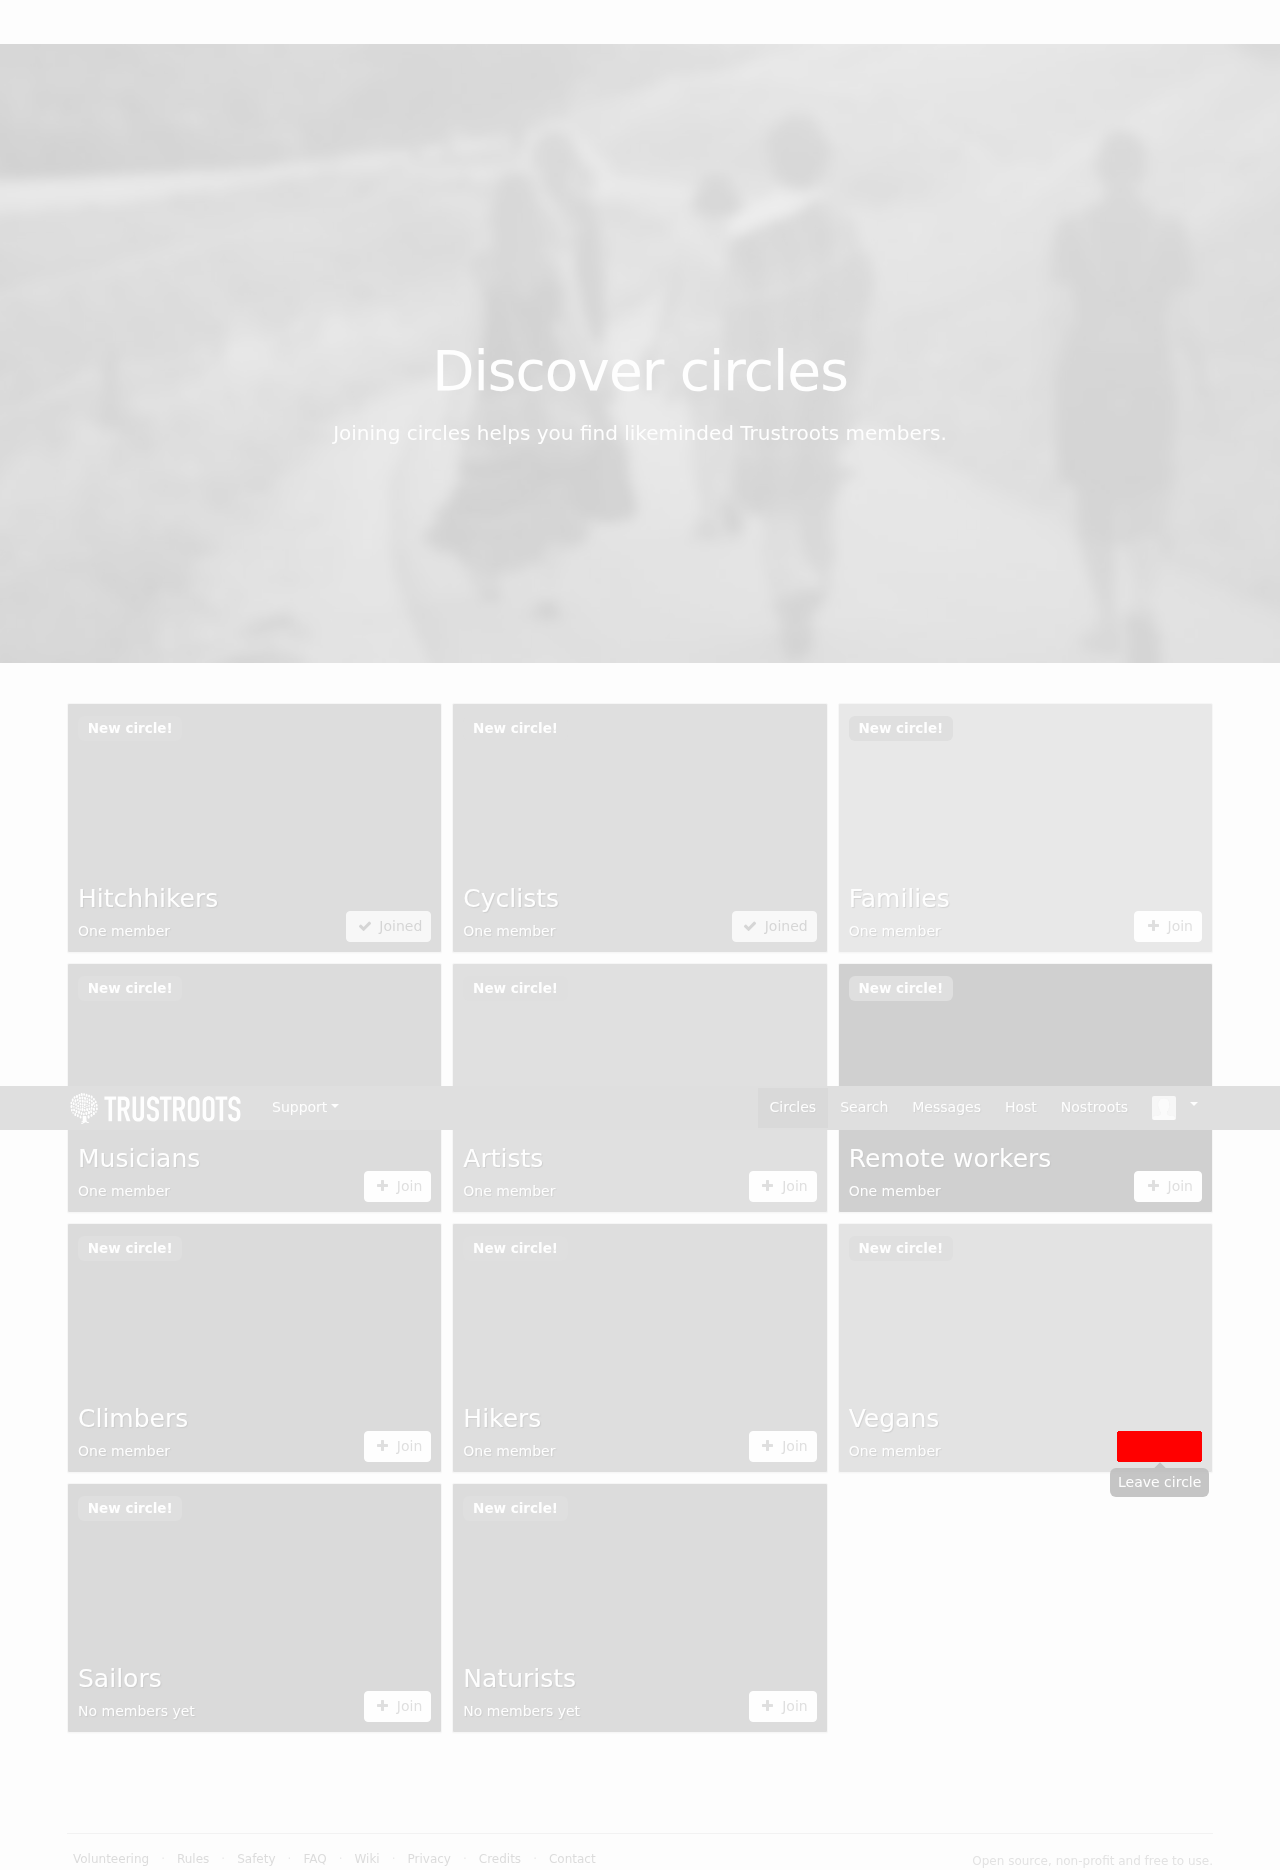 Discover circles
Joining circles helps you find likeminded Trustroots members.
New circle!
Hitchhikers
One member
Joined
New circle!
Cyclists
One member
Joined
New circle!
Families
One member
Join
New circle!
New circle!
New circle!
TRUSTROOTS
Support
Circles
Search
Messages
Host
Nostroots
Musicians
One member
Join
Artists
One member
Join
Remote workers
One member
Join
New circle!
Climbers
One member
Join
New circle!
Hikers
One member
Join
New circle!
Vegans
One member
Leave circle
New circle!
Sailors
No members yet
Join
New circle!
Naturists
No members yet
Join
Volunteering · Rules · Safety · FAQ · Wiki · Privacy · Credits · Contact
Open source, non-profit and free to use.